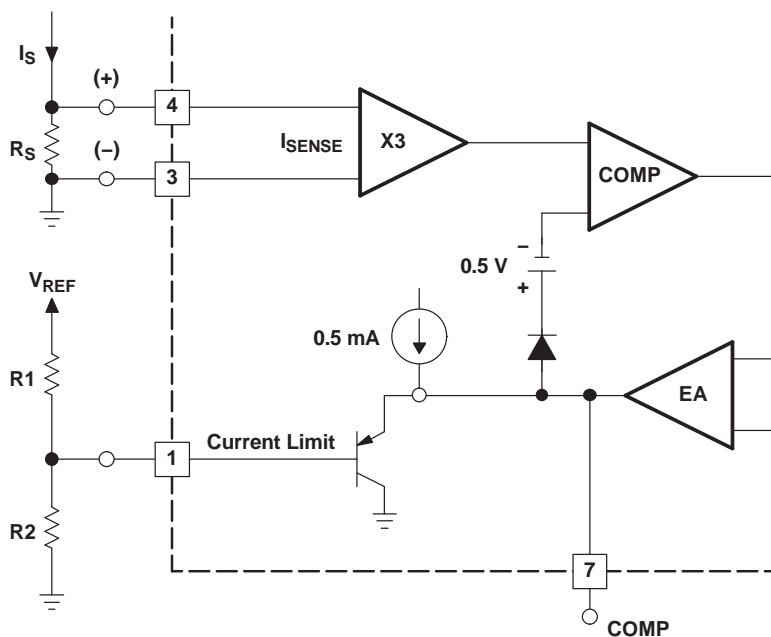 IS
(+)
4
RS
(–)
3
ISENSE
X3
COMP
–
0.5 V
+
VREF
0.5 mA
R1
EA
Current Limit
1
R2
7
COMP